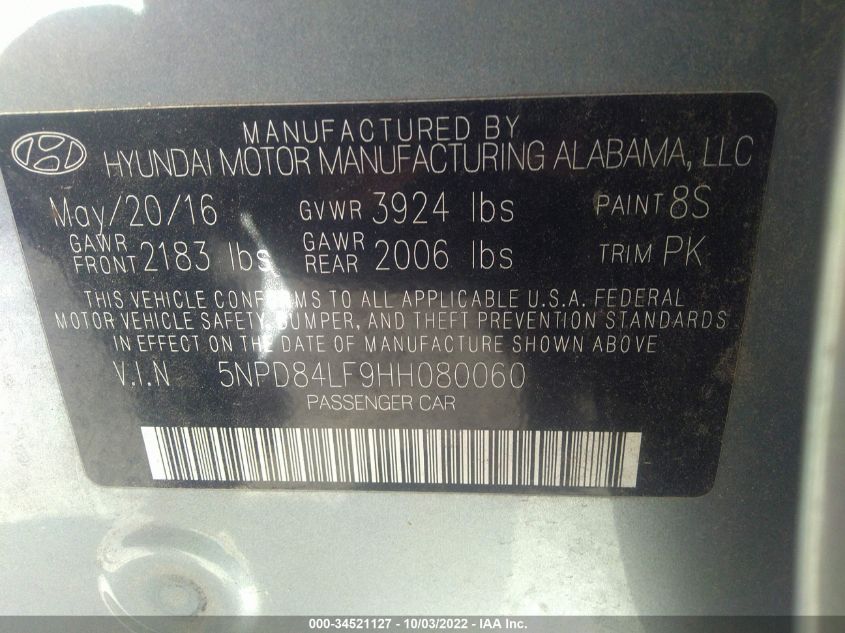 MANUFACTURED BY
HYUNDAI MOTOR MANUFACTURING ALABAMA, LLC
May/20/16 GVWR 3924 lbs PAINT 8S
GAWR FRONT 2183 lbs GAWR REAR 2006 lbs TRIM PK
THIS VEHICLE CONFORMS TO ALL APPLICABLE U.S.A. FEDERAL
MOTOR VEHICLE SAFETY, BUMPER, AND THEFT PREVENTION STANDARDS
IN EFFECT ON THE DATE OF MANUFACTURE SHOWN ABOVE
V.I.N 5NPD84LF9HH080060
PASSENGER CAR
000-34521127 - 10/03/2022 - IAA Inc.